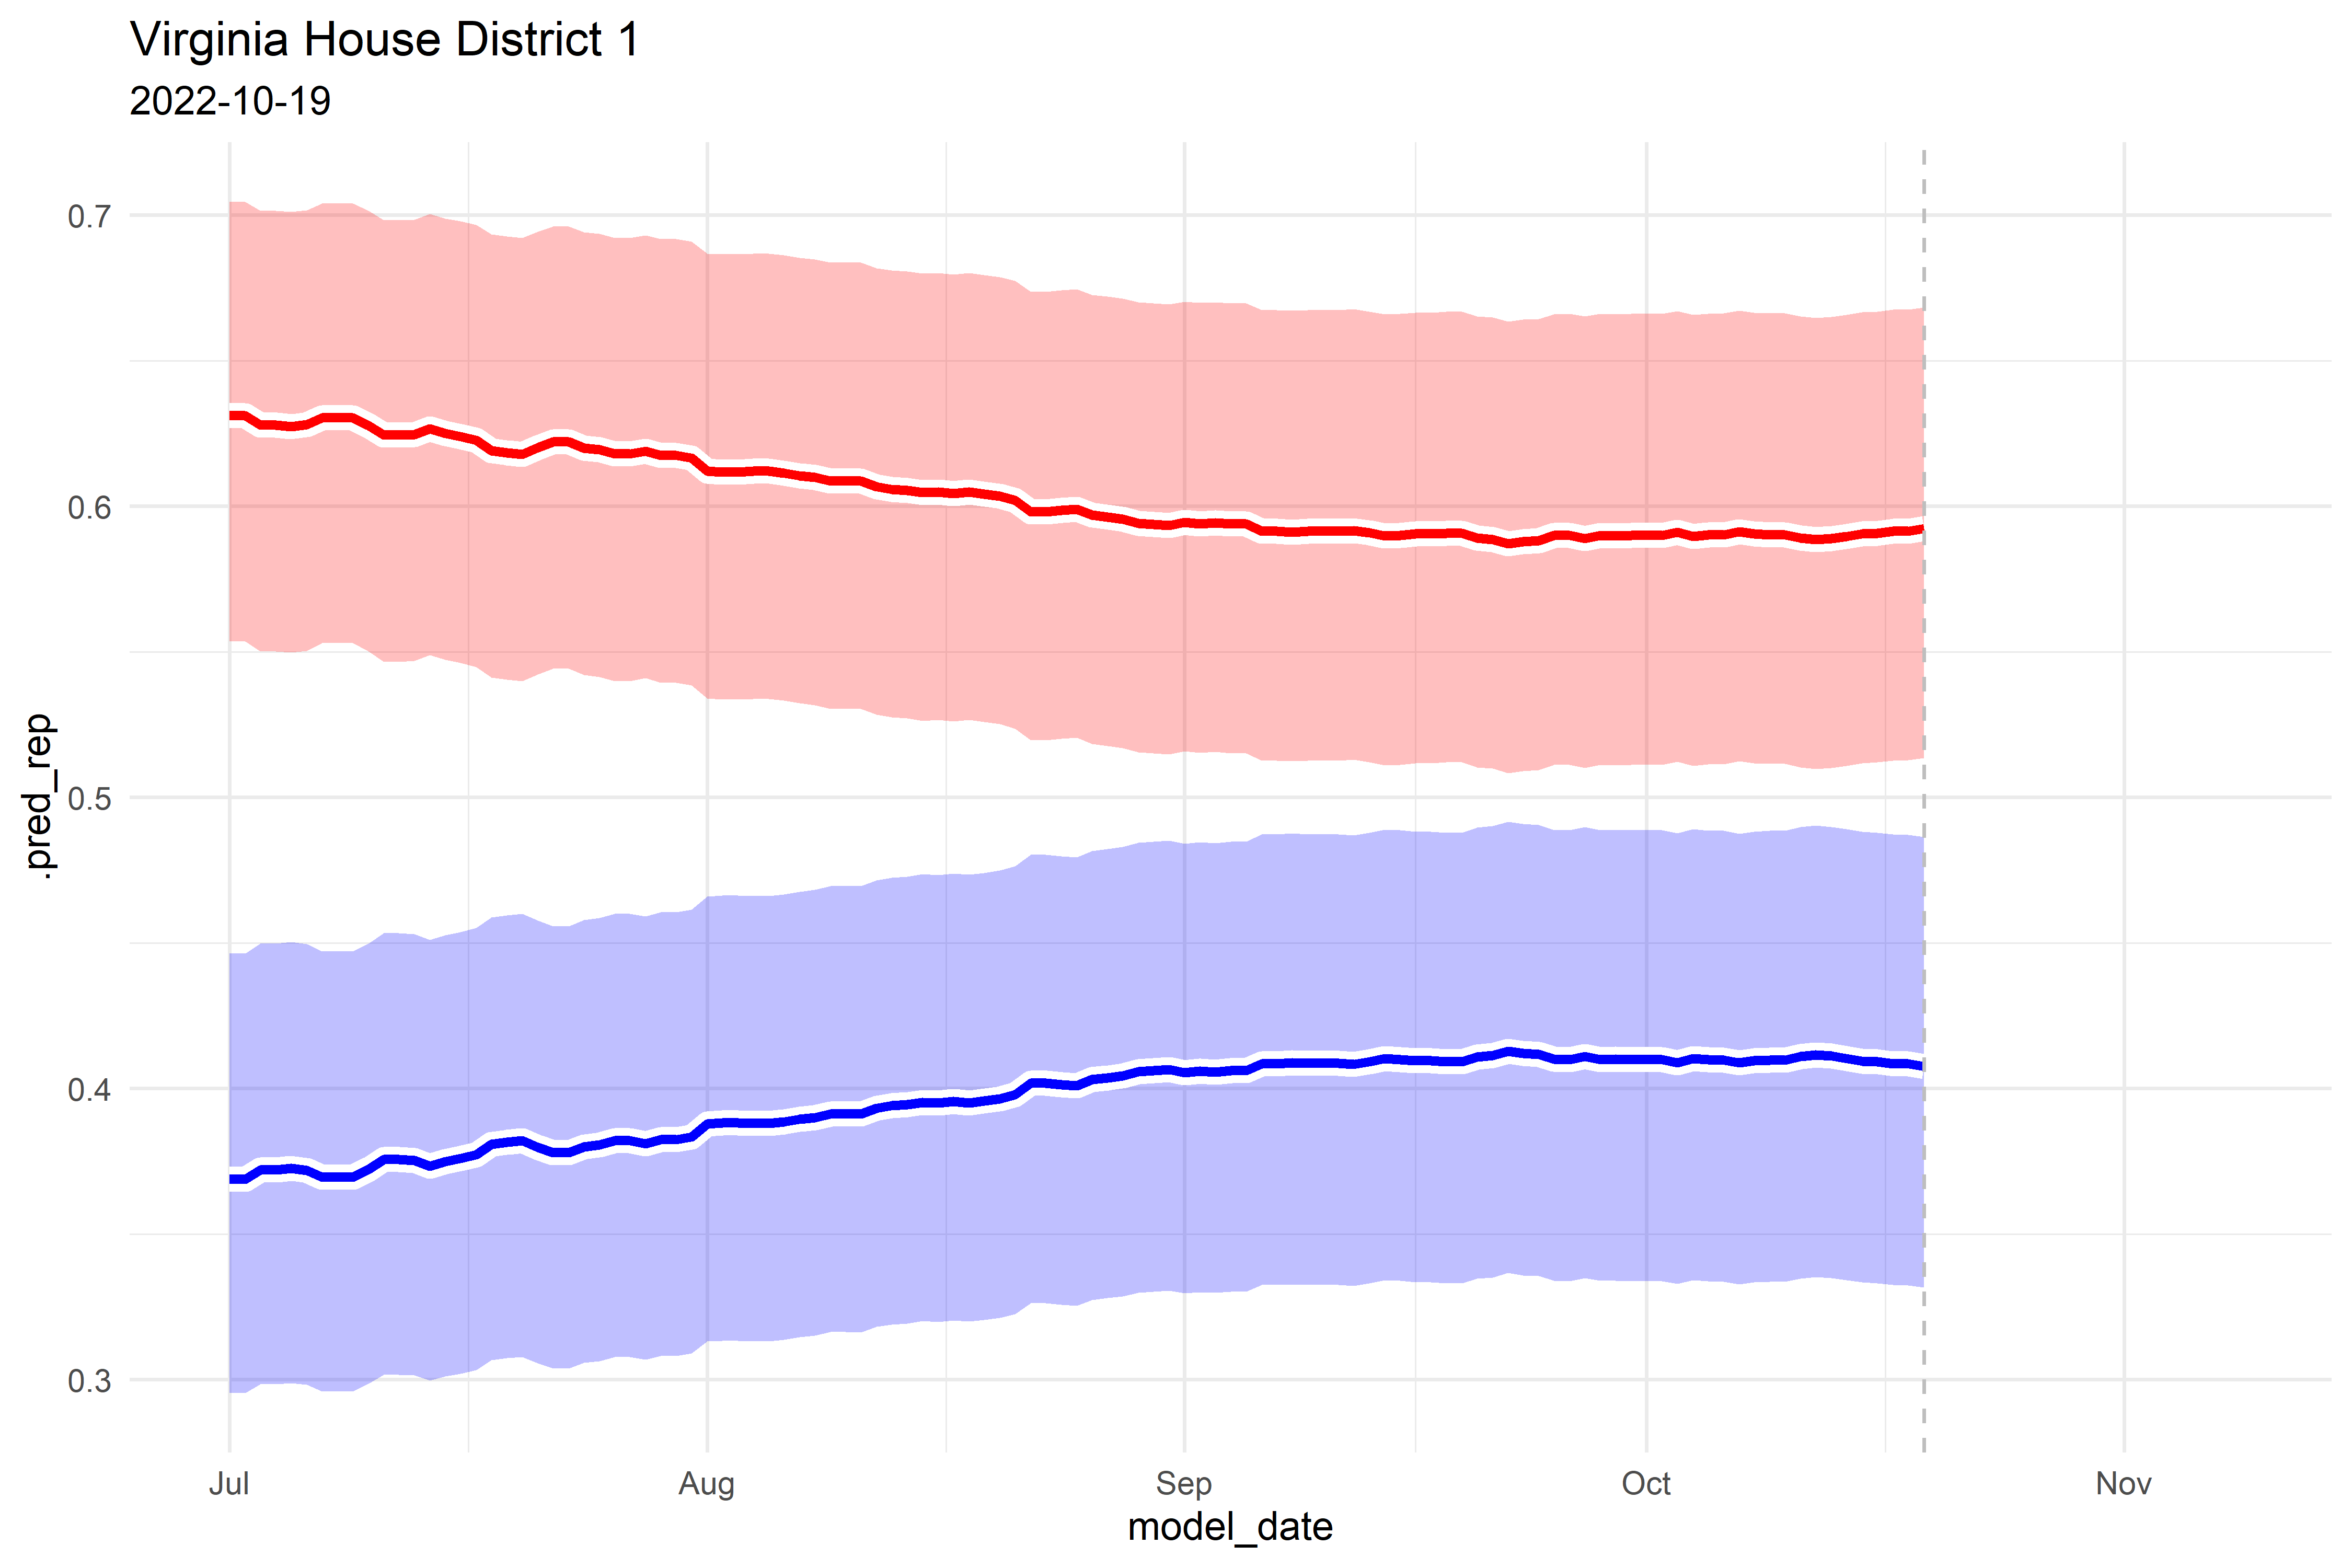 Virginia House District 1
2022-10-19
.pred_rep
0.7
0.6
0.5
0.4
0.3
Jul Aug Sep Oct Nov
model_date